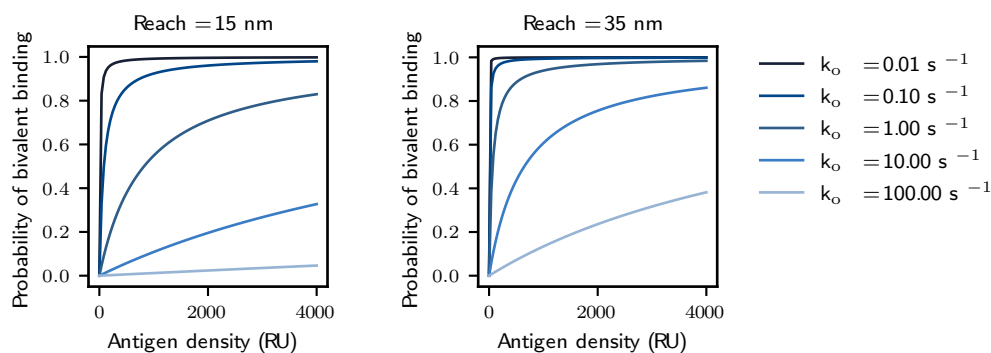 Reach = 15 nm
Probability of bivalent binding
1.0
0.8
0.6
0.4
0.2
0.0
0
2000
4000
Antigen density (RU)
Reach = 35 nm
Probability of bivalent binding
1.0
0.8
0.6
0.4
0.2
0.0
0
2000
4000
Antigen density (RU)
kₒ = 0.01 s ⁻¹
kₒ = 0.10 s ⁻¹
kₒ = 1.00 s ⁻¹
kₒ = 10.00 s ⁻¹
kₒ = 100.00 s ⁻¹